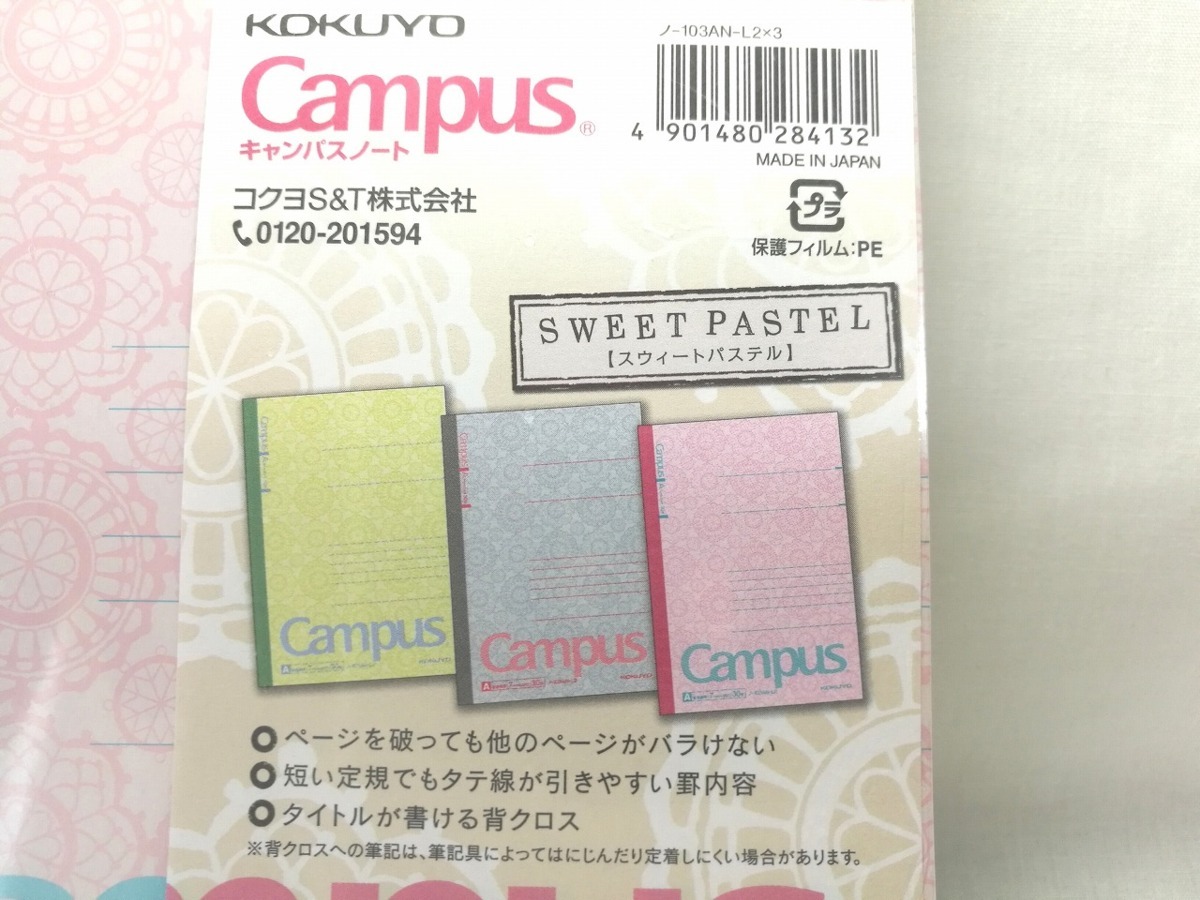 KOKUYO
Campus®
キャンパスノート
コクヨS&T株式会社
0120-201594
ノ-103AN-L2×3
4 901480 284132
MADE IN JAPAN
プラ
保護フィルム:PE
SWEET PASTEL
【スウィートパステル】
Campus
Campus
Campus
Campus
KOKUYO
Campus
KOKUYO
Campus
KOKUYO
ページを破っても他のページがバラけない
短い定規でもタテ線が引きやすい罫内容
タイトルが書ける背クロス
※背クロスへの筆記は、筆記具によってはにじんだり定着しにくい場合があります。